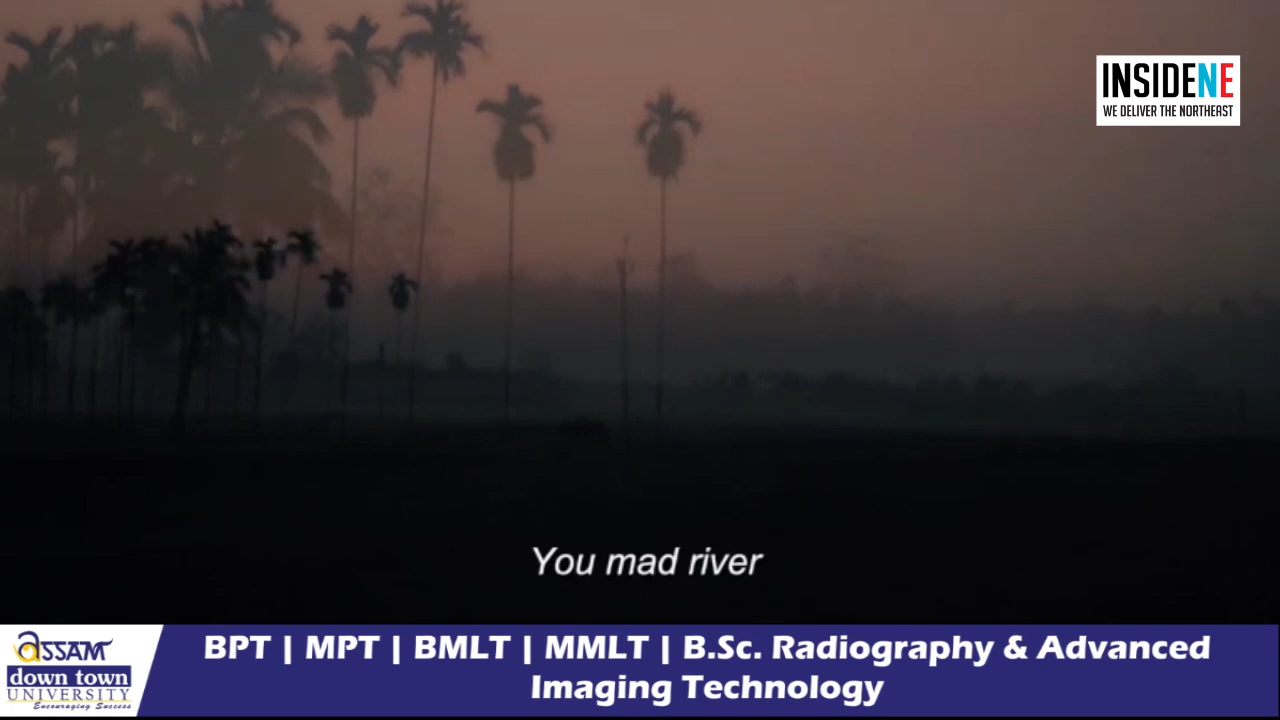 INSIDENE
WE DELIVER THE NORTHEAST
You mad river
ASSAM
down town
UNIVERSITY
Encouraging Success
BPT | MPT | BMLT | MMLT | B.Sc. Radiography & Advanced
Imaging Technology